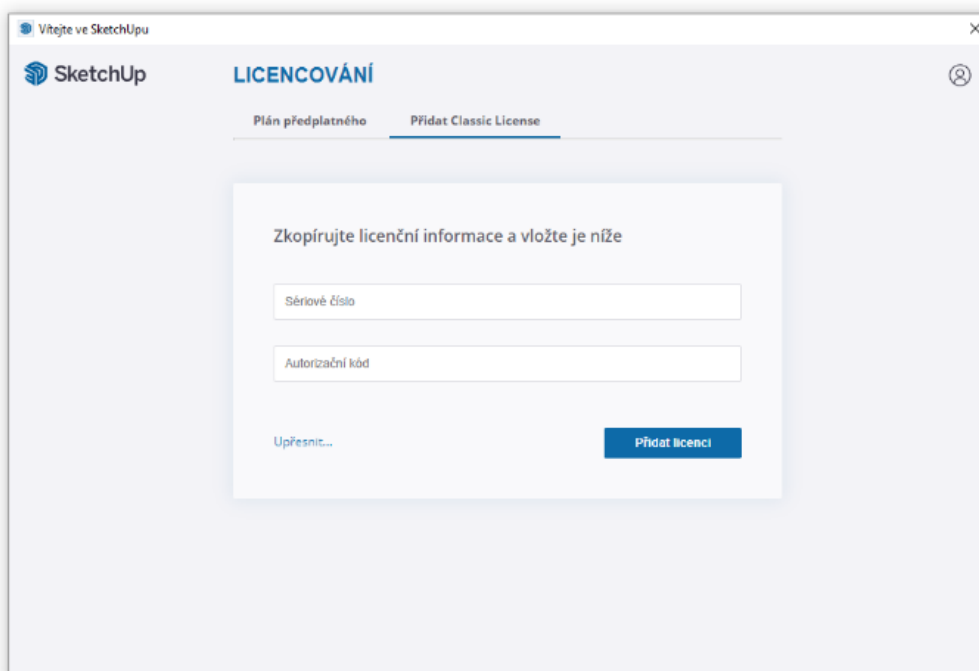 Vítejte ve SketchUpu
SketchUp
LICENCOVÁNÍ
Plán předplatného
Přidat Classic License
Zkopírujte licenční informace a vložte je níže
Sériové číslo
Autorizační kód
Upřesnit...
Přidat licenci